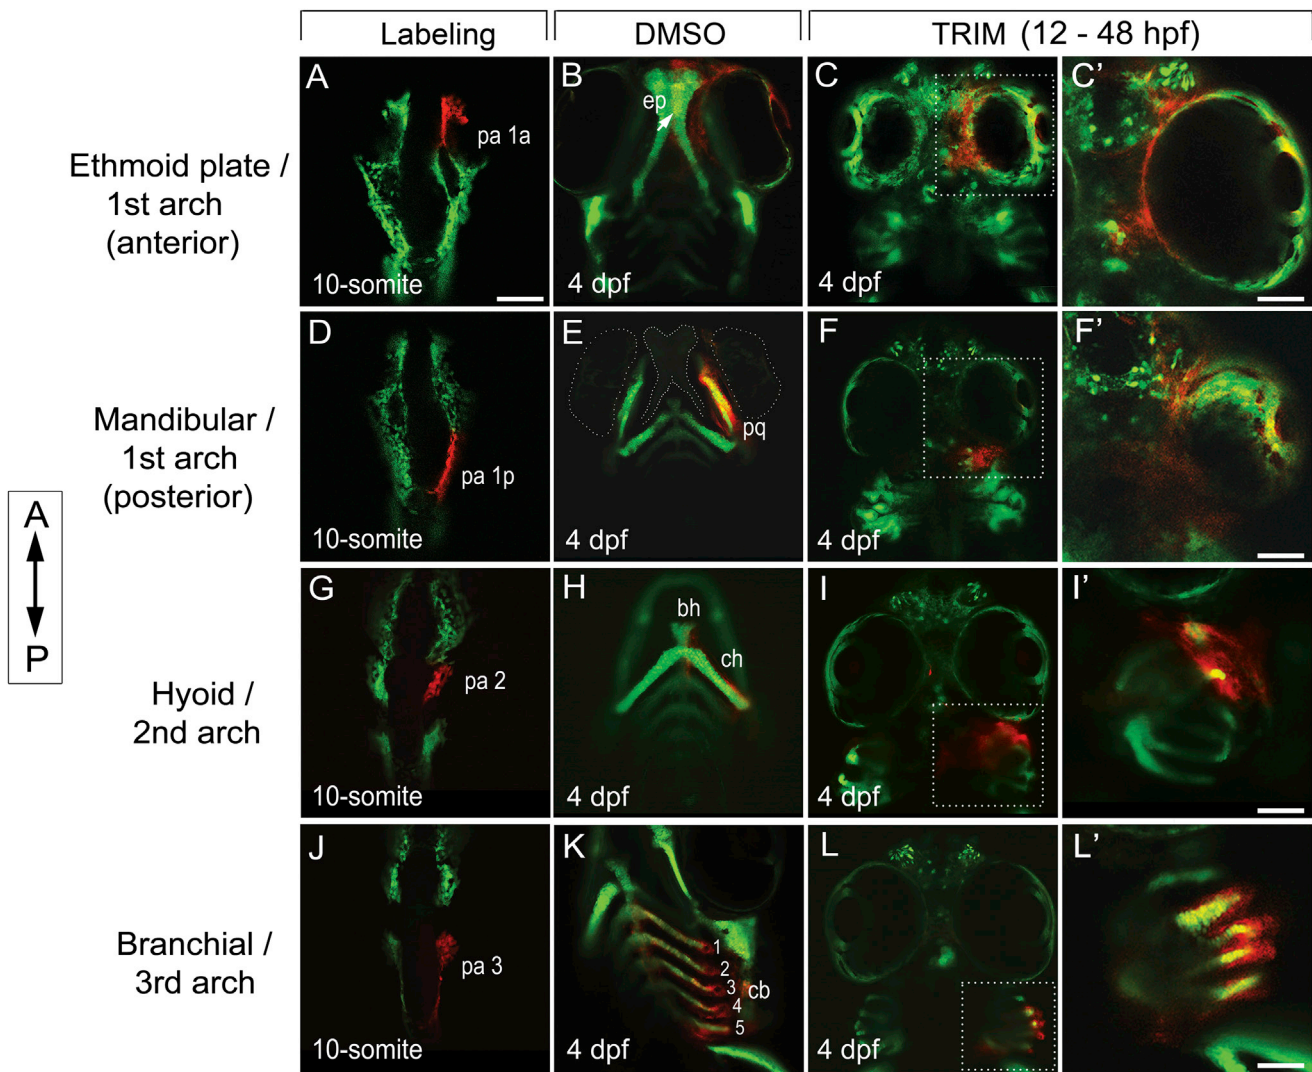 Labeling
DMSO
TRIM (12 - 48 hpf)
Ethmoid plate /
1st arch
(anterior)
A
pa 1a
10-somite
B
ep
4 dpf
C
4 dpf
C'
Mandibular /
1st arch
(posterior)
D
pa 1p
10-somite
E
pq
4 dpf
F
4 dpf
F'
A
P
Hyoid /
2nd arch
G
pa 2
10-somite
H
bh
ch
4 dpf
I
4 dpf
I'
Branchial /
3rd arch
J
pa 3
10-somite
K
1
2
3
4
5
cb
4 dpf
L
4 dpf
L'